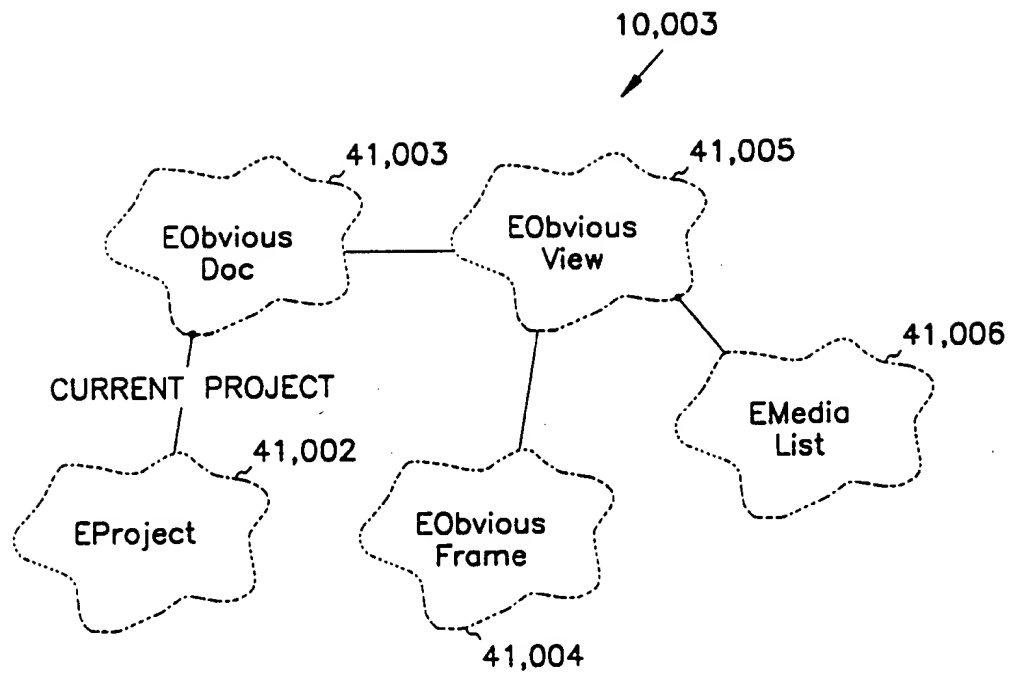 10,003
41,003
41,005
EObvious
Doc
EObvious
View
41,006
CURRENT PROJECT
EMedia
List
41,002
EProject
EObvious
Frame
41,004